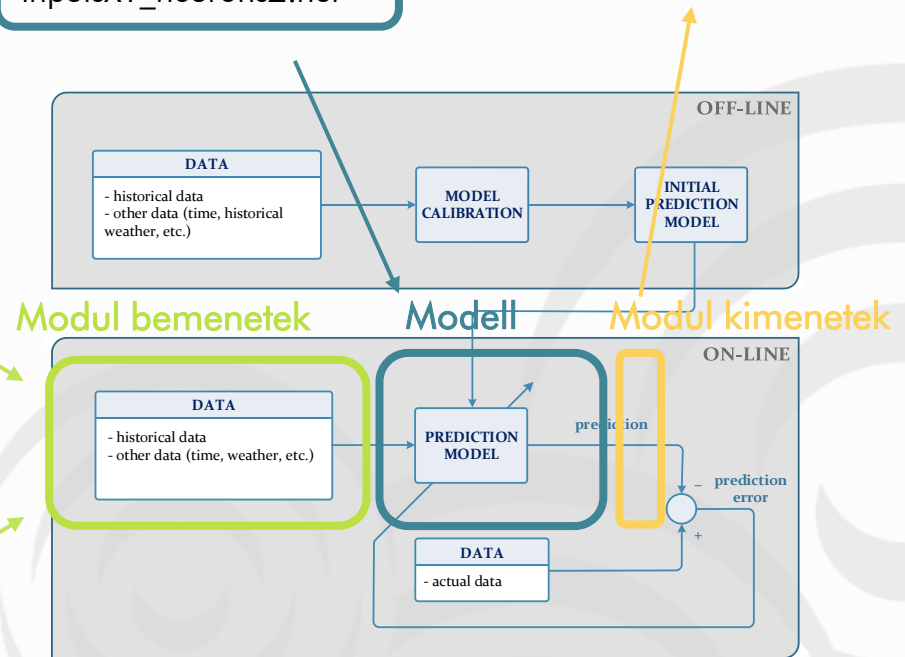 OFF-LINE
DATA
- historical data
- other data (time, historical
weather, etc.)
MODEL
CALIBRATION
INITIAL
PREDICTION
MODEL
Modul bemenetek
Modell
Modul kimenetek
ON-LINE
DATA
- historical data
- other data (time, weather, etc.)
PREDICTION
MODEL
prediction
−
prediction
error
+
DATA
- actual data